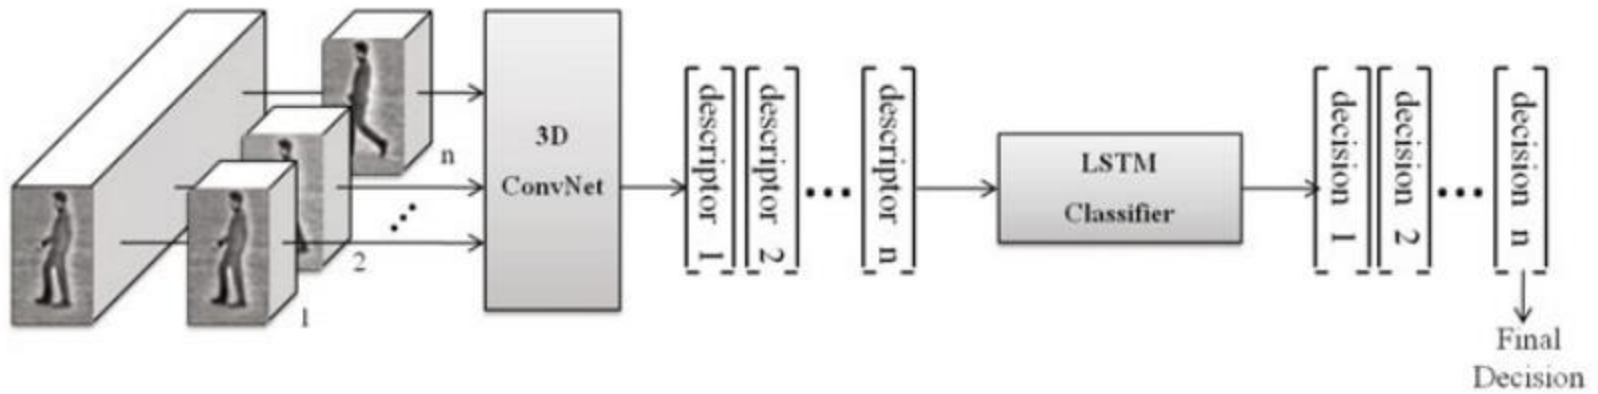 n
2
1
3D
ConvNet
descriptor 1
descriptor 2
descriptor n
LSTM
Classifier
decision 1
decision 2
decision n
Final
Decision